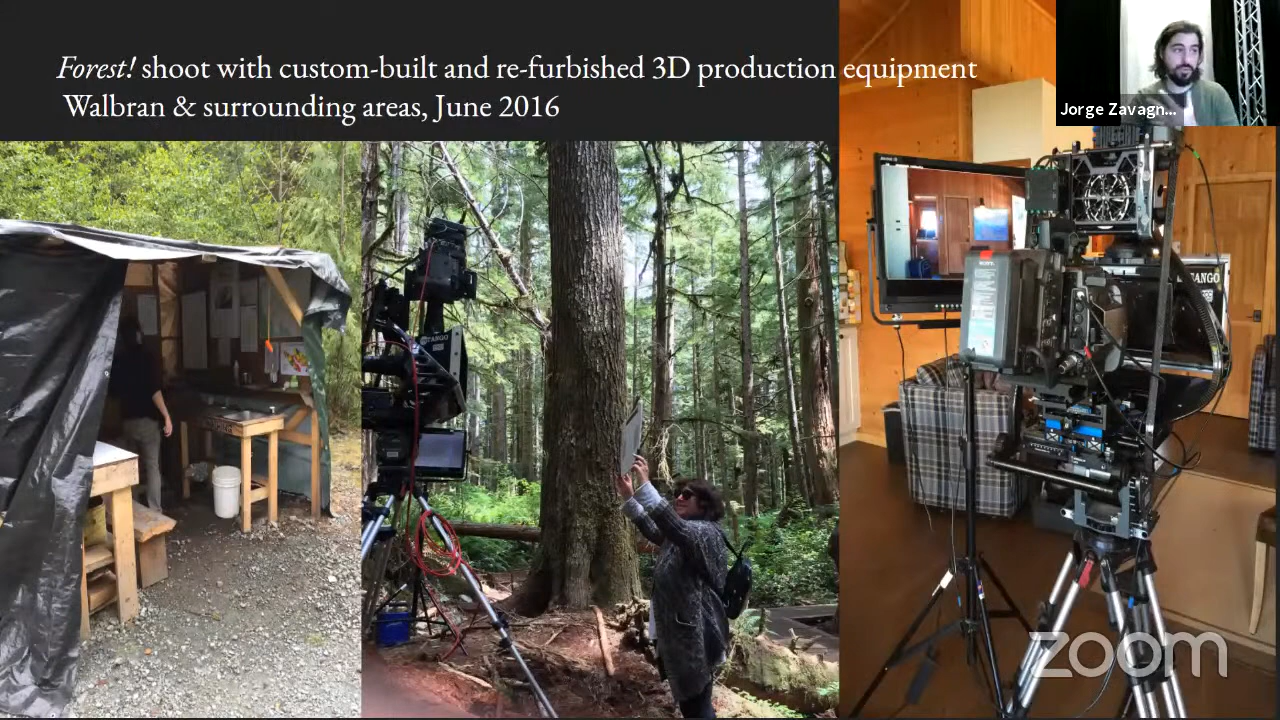 Forest! shoot with custom-built and re-furbished 3D production equipment
Walbran & surrounding areas, June 2016
Jorge Zavagn...
TANGO
zoom